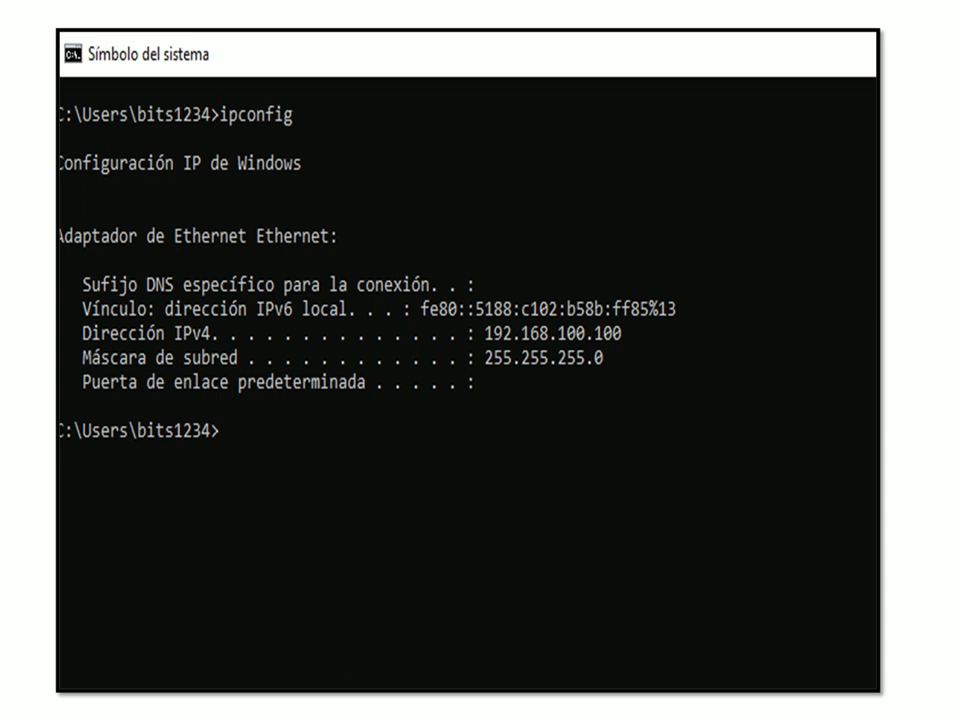 Símbolo del sistema
C:\Users\bits1234>ipconfig
Configuración IP de Windows
Adaptador de Ethernet Ethernet:
Sufijo DNS específico para la conexión. . :
Vínculo: dirección IPv6 local. . . : fe80::5188:c102:b58b:ff85%13
Dirección IPv4. . . . . . . . . . . . . . : 192.168.100.100
Máscara de subred . . . . . . . . . . . . : 255.255.255.0
Puerta de enlace predeterminada . . . . . :
C:\Users\bits1234>